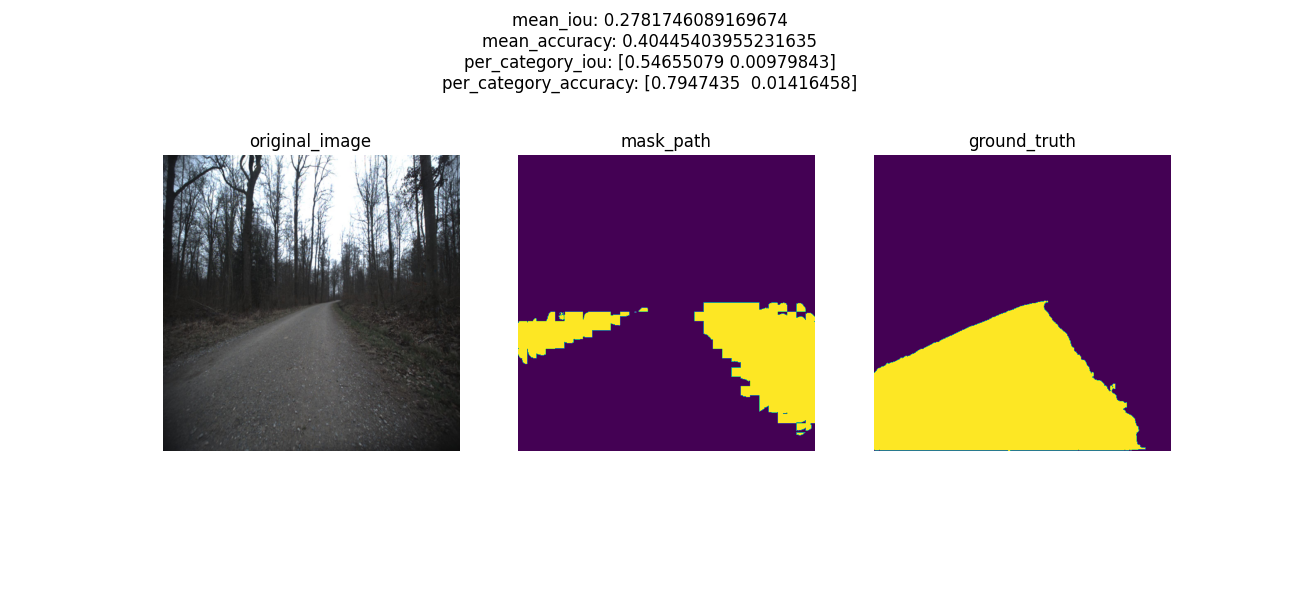 mean_iou: 0.2781746089169674
mean_accuracy: 0.40445403955231635
per_category_iou: [0.54655079 0.00979843]
per_category_accuracy: [0.7947435  0.01416458]
original_image
mask_path
ground_truth